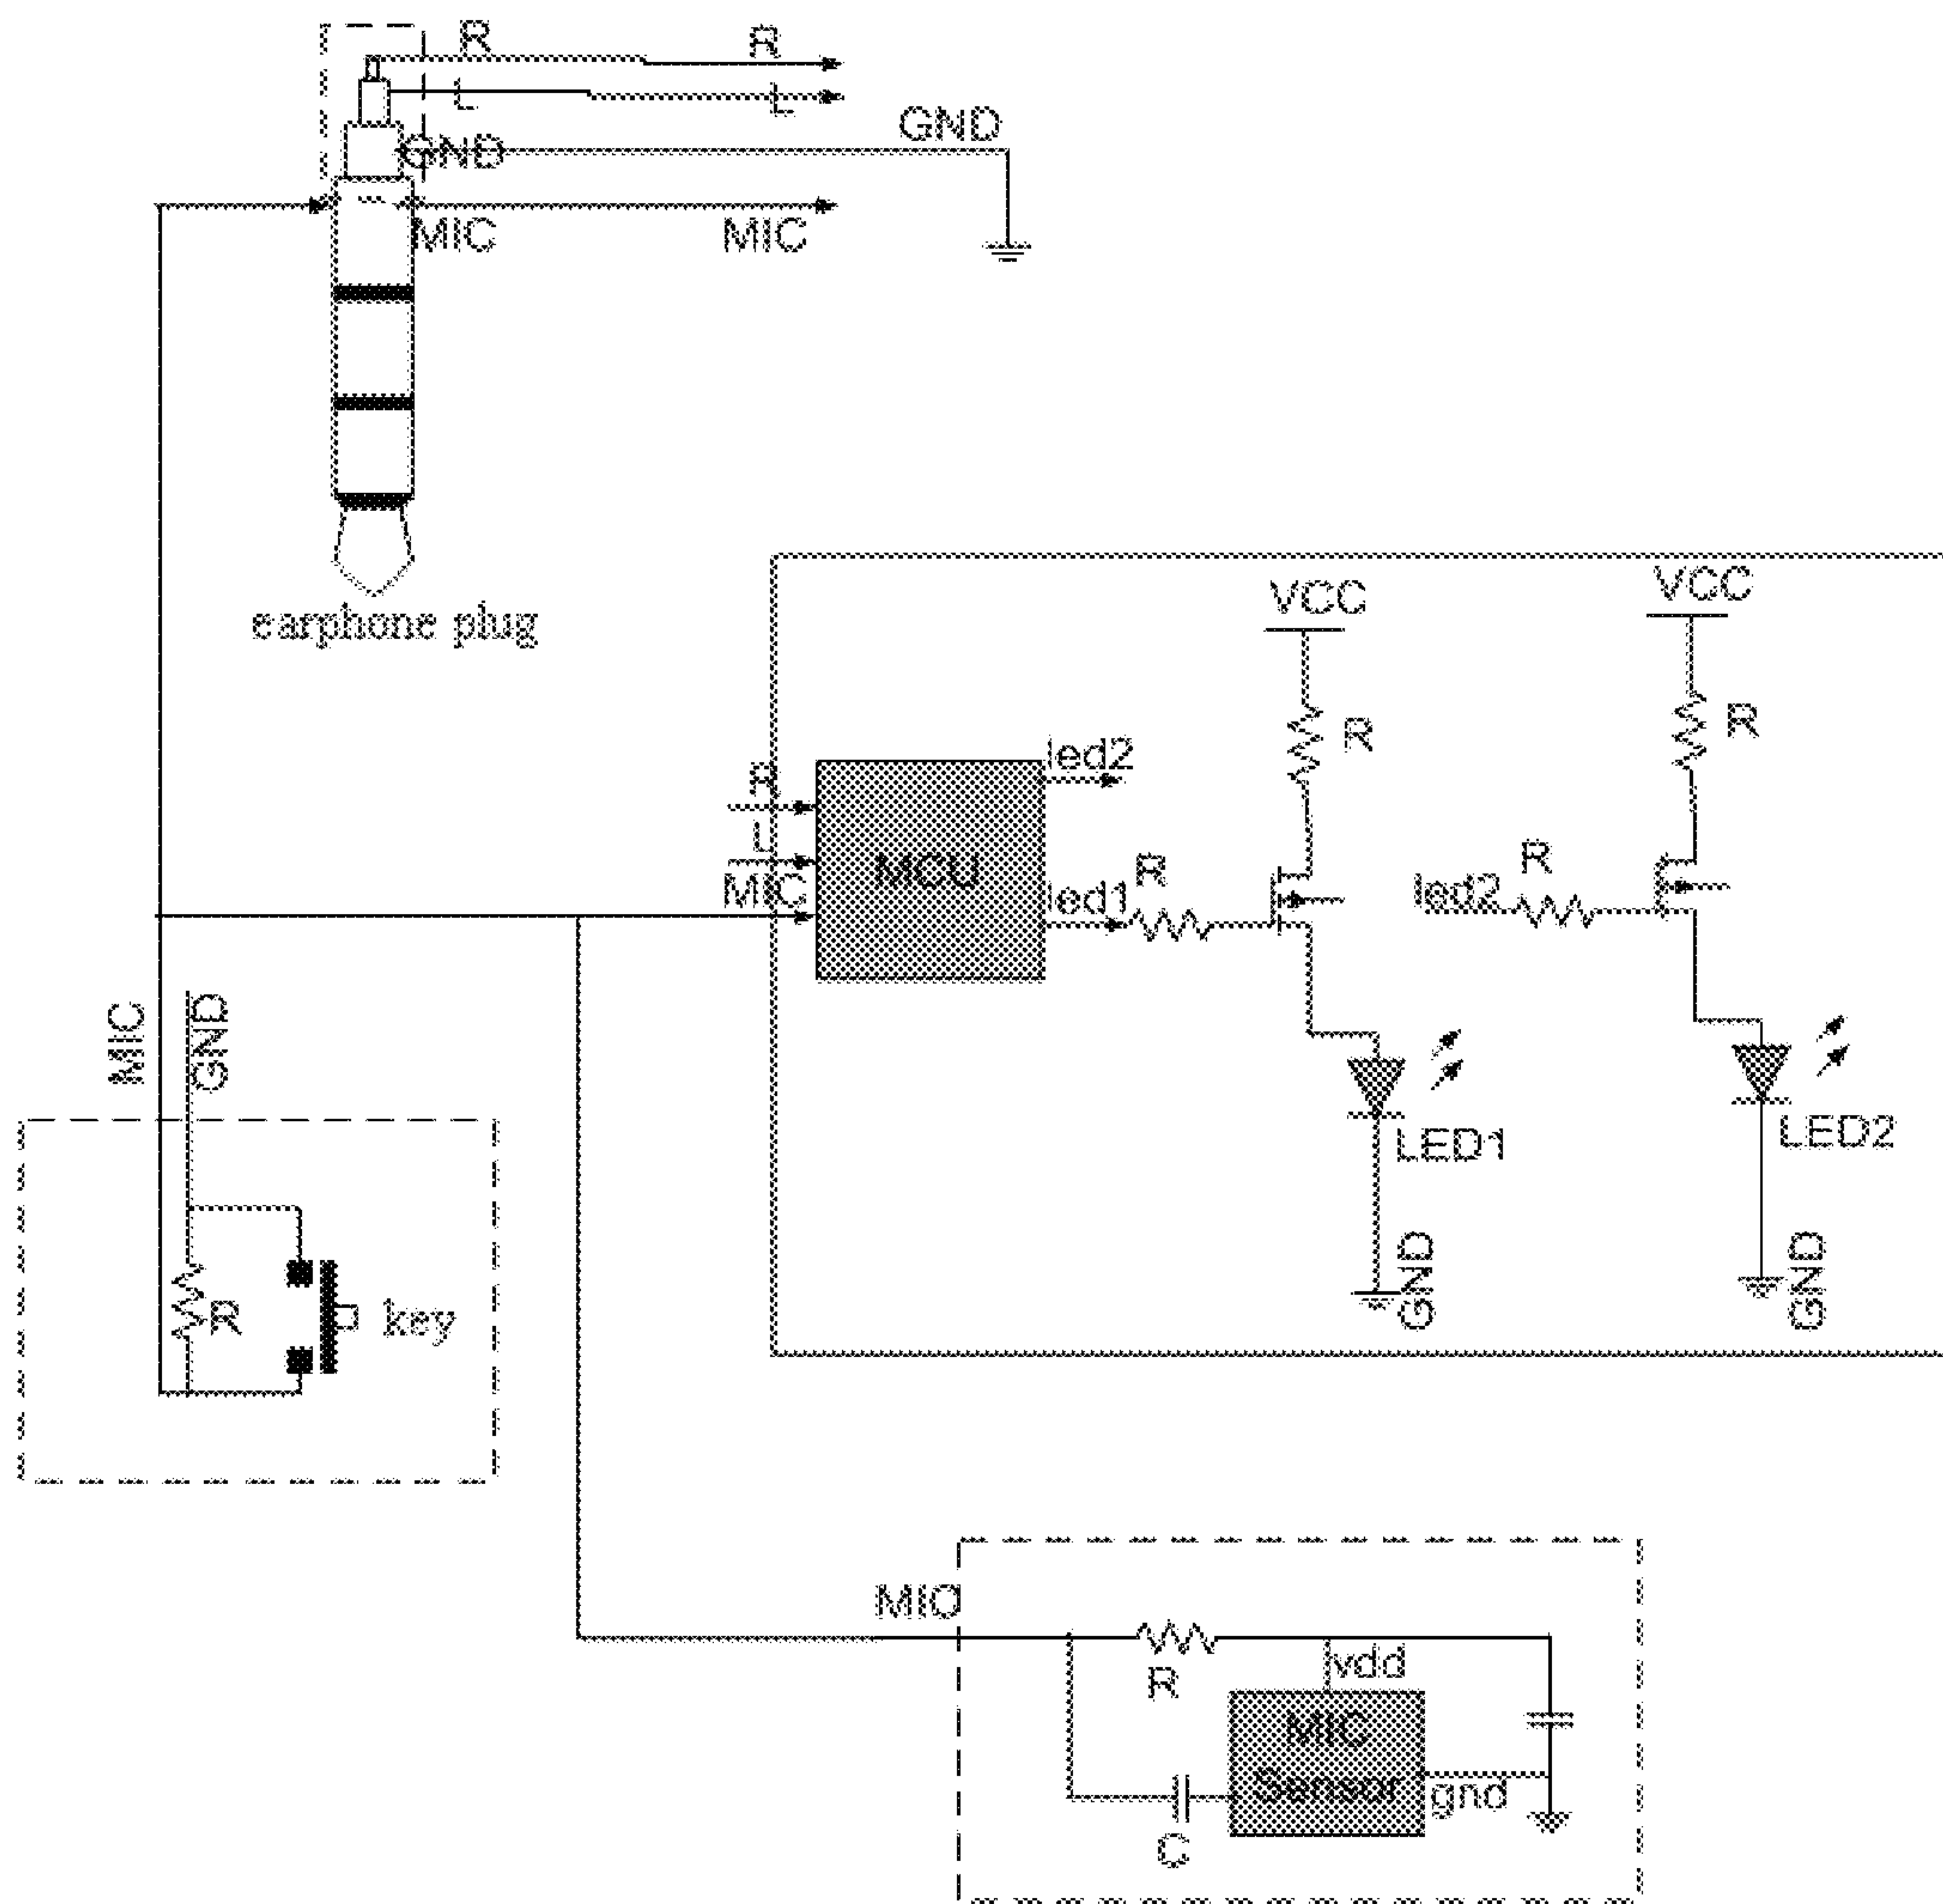 R R
L L
GND GND
MIC MIC
earphone plug
VCC VCC
R R
led2
R
L
MIC
MCU
led1
R
led2
R
MIC
GND
LED1
LED2
GND
GND
R
key
MIC
R
vdd
MIC
Sensor
gnd
C